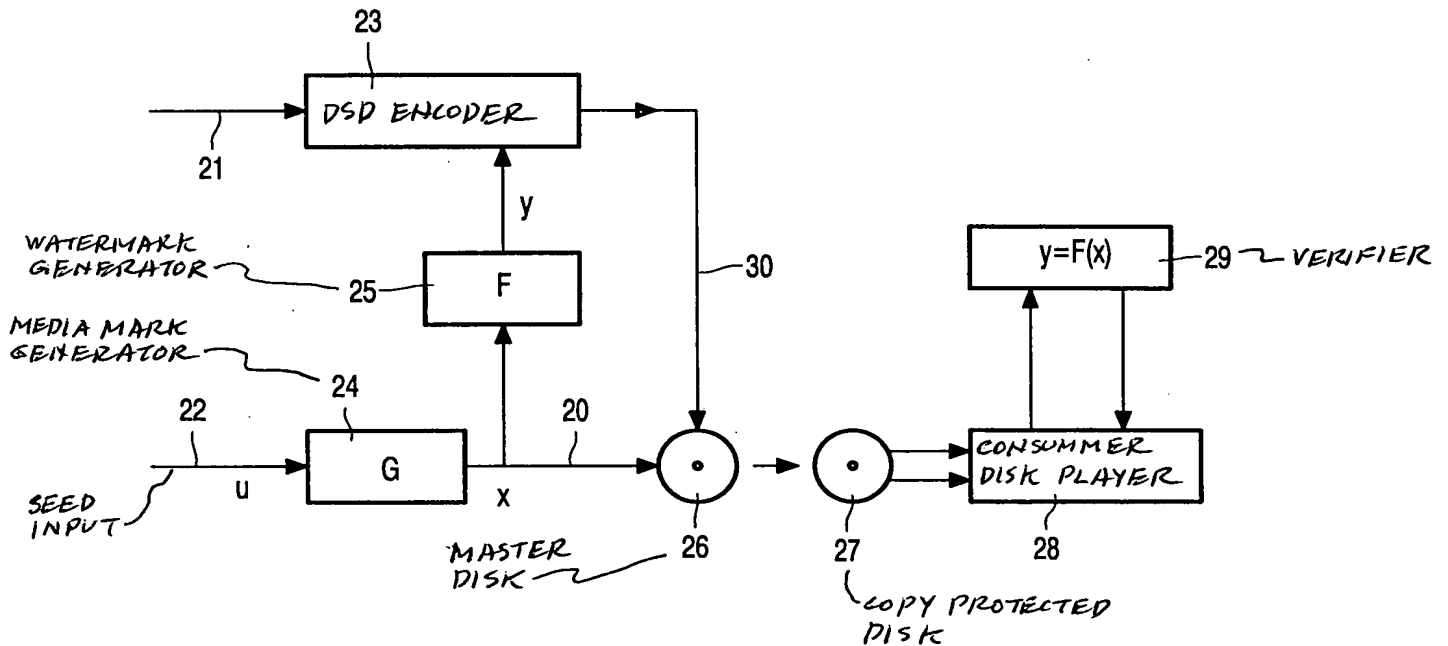 23
DSD ENCODER
21
y
WATERMARK
GENERATOR
25
F
30
y=F(x)
29
VERIFIER
MEDIA MARK
GENERATOR
24
22
20
G
u
x
SEED
INPUT
CONSUMMER
DISK PLAYER
MASTER
DISK
26
27
28
COPY PROTECTED
DISK